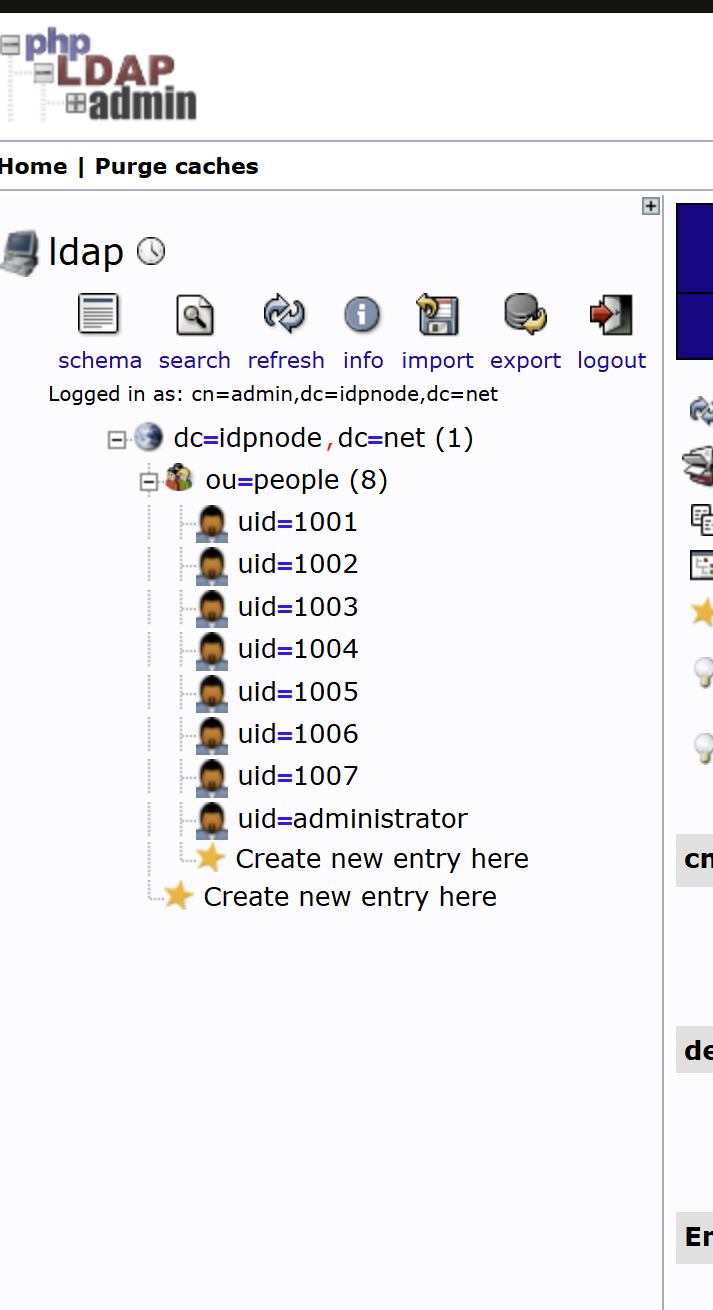 php
LDAP
admin
Home | Purge caches
ldap
schema search refresh info import export logout
Logged in as: cn=admin,dc=idpnode,dc=net
dc=idpnode,dc=net (1)
ou=people (8)
uid=1001
uid=1002
uid=1003
uid=1004
uid=1005
uid=1006
uid=1007
uid=administrator
Create new entry here
Create new entry here
cn
de